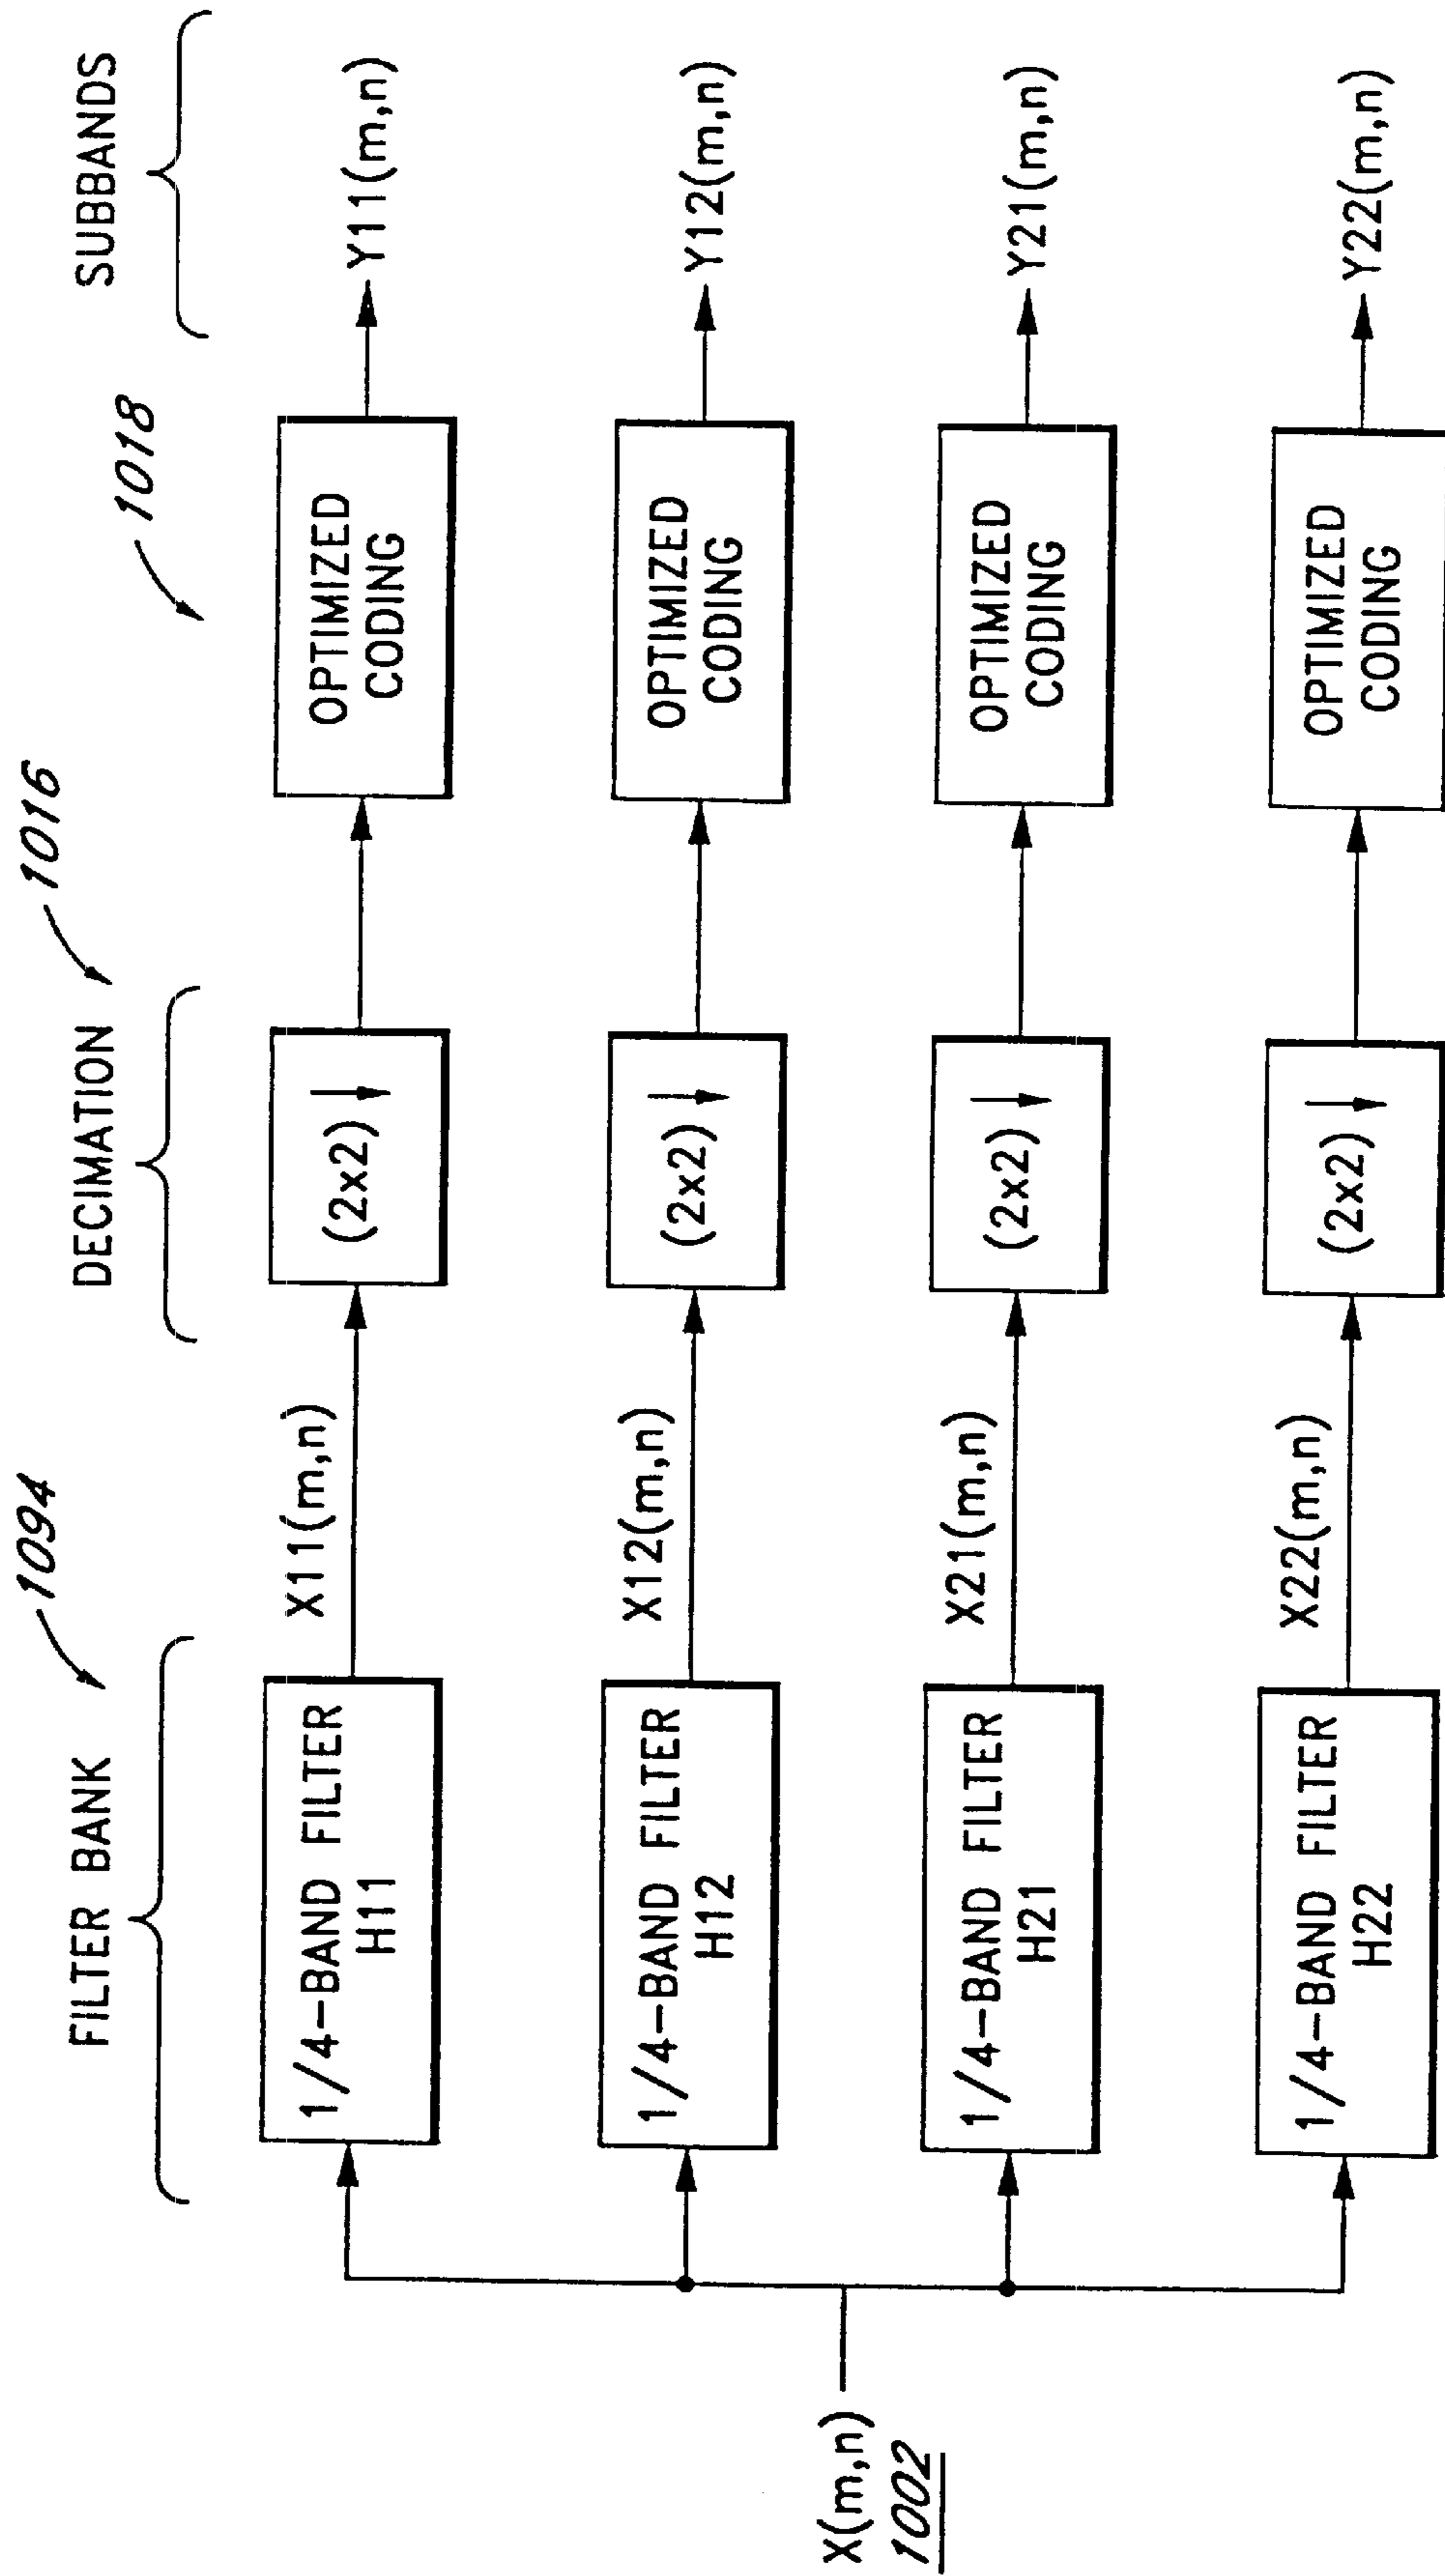 FILTER BANK
1094
DECIMATION
1016
1018
SUBBANDS
X(m,n)
1002
1/4-BAND FILTER
H11
X11(m,n)
(2x2)
OPTIMIZED
CODING
Y11(m,n)
1/4-BAND FILTER
H12
X12(m,n)
(2x2)
OPTIMIZED
CODING
Y12(m,n)
1/4-BAND FILTER
H21
X21(m,n)
(2x2)
OPTIMIZED
CODING
Y21(m,n)
1/4-BAND FILTER
H22
X22(m,n)
(2x2)
OPTIMIZED
CODING
Y22(m,n)